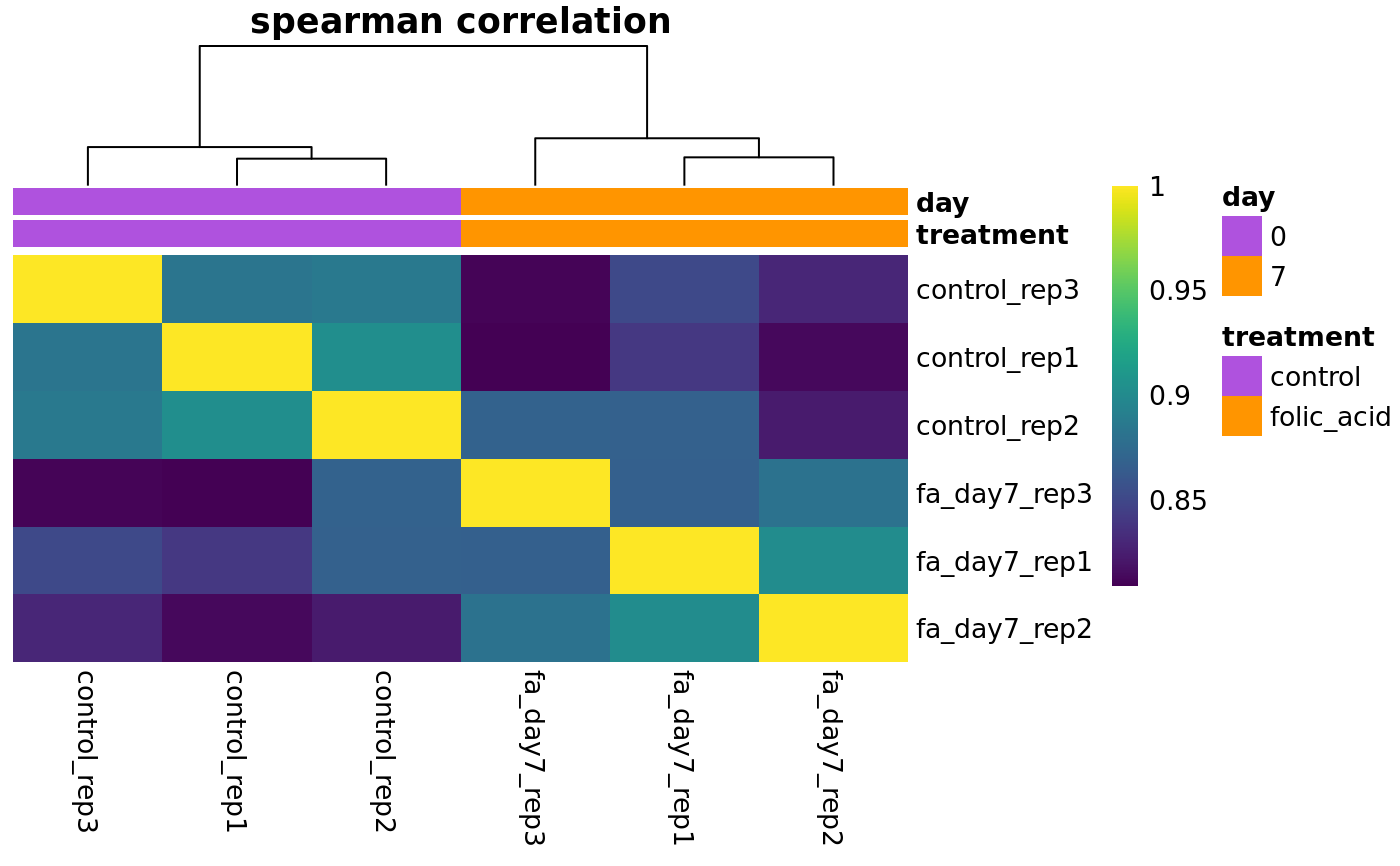 spearman correlation
day
treatment
control_rep3
control_rep1
control_rep2
fa_day7_rep3
fa_day7_rep1
fa_day7_rep2
control_rep3
control_rep1
control_rep2
fa_day7_rep3
fa_day7_rep1
fa_day7_rep2
1
0.95
0.9
0.85
day
0
7
treatment
control
folic_acid